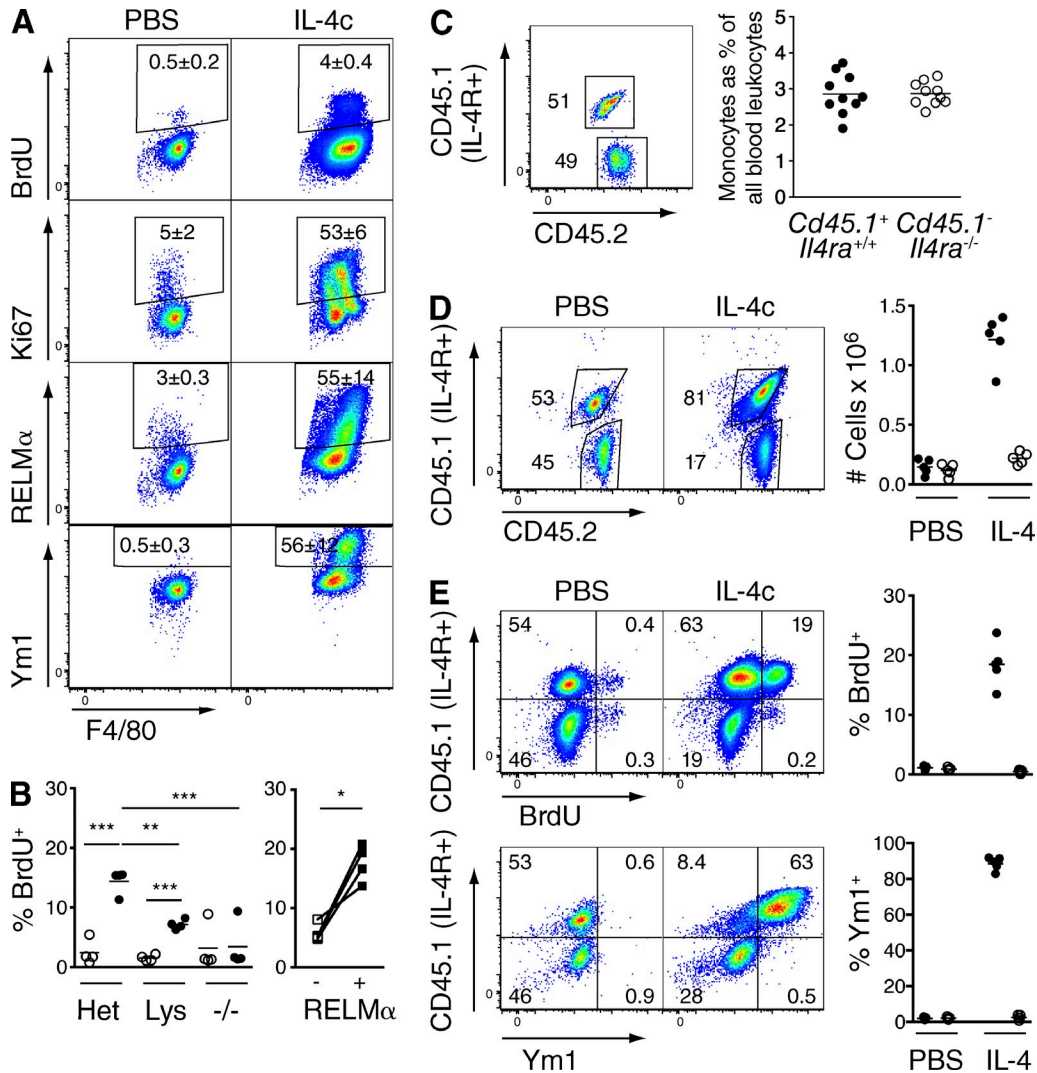 A
PBS IL-4c
0.5±0.2 4±0.4
BrdU
0
5±2 53±6
Ki67
0
3±0.3 55±14
RELMα
0
0.5±0.3 56±12
Ym1
0
0 0
F4/80
B
% BrdU+
30
20
10
0
*** ** ***
***
Het Lys -/-
30
20
10
0
*
- +
RELMα
C
CD45.1
(IL-4R+)
51
49
0
0
CD45.2
Monocytes as % of
all blood leukocytes
5
4
3
2
1
0
Cd45.1+ Cd45.1-
Il4ra+/+ Il4ra-/-
D
PBS IL-4c
CD45.1 (IL-4R+)
53 81
45 17
0
0 0
CD45.2
# Cells x 10⁶
1.5
1.0
0.5
0.0
PBS IL-4
E
PBS IL-4c
CD45.1 (IL-4R+)
54 0.4 63 19
46 0.3 19 0.2
0
0 0
BrdU
% BrdU+
30
20
10
0
CD45.1 (IL-4R+)
53 0.6 8.4 63
46 0.9 28 0.5
0
0 0
Ym1
% Ym1+
100
80
60
40
20
0
PBS IL-4